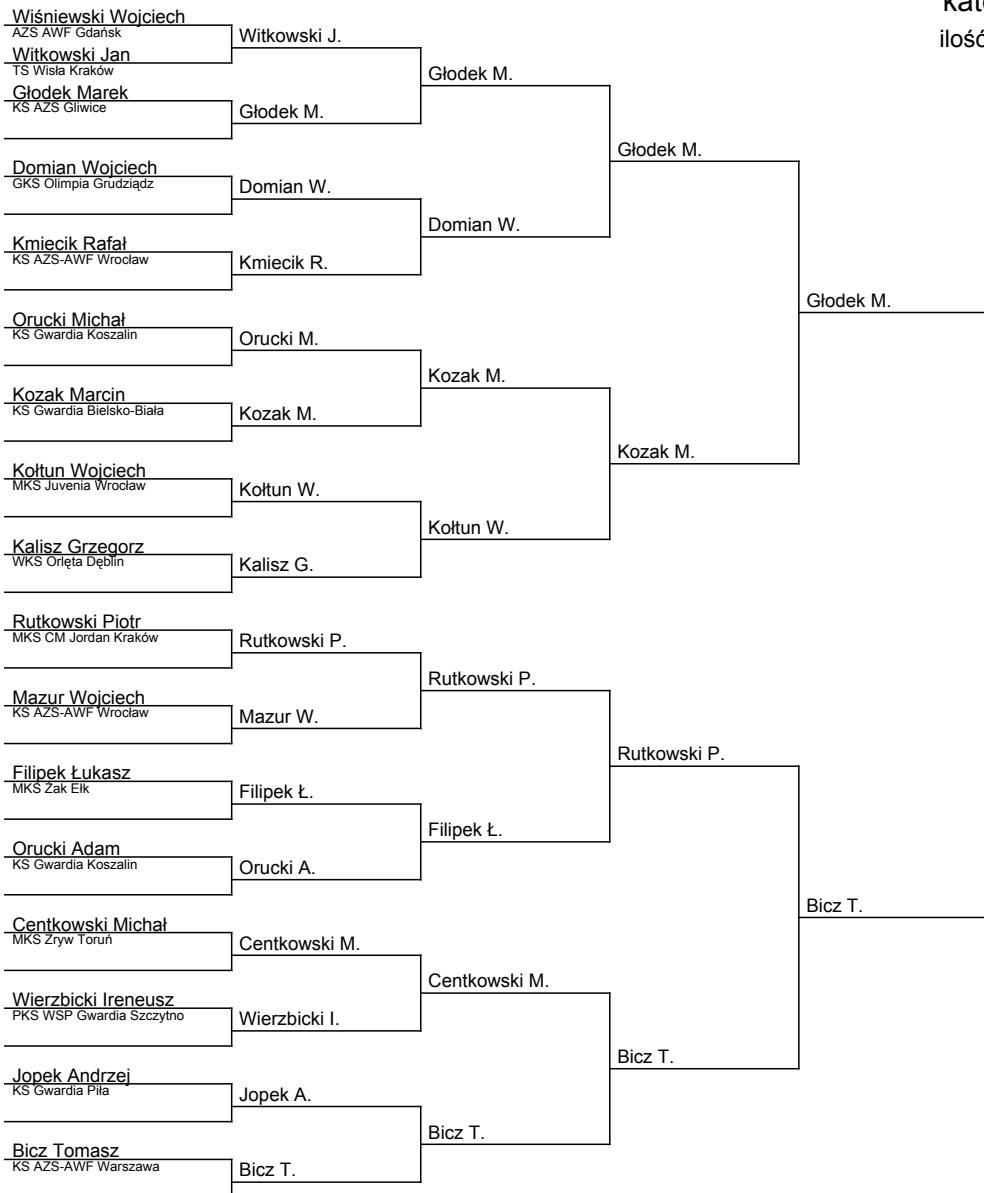 Wiśniewski Wojciech
AZS AWF Gdańsk
Witkowski Jan
TS Wisła Kraków
Głodek Marek
KS AZS Gliwice
Domian Wojciech
GKS Olimpia Grudziądz
Kmiecik Rafał
KS AZS-AWF Wrocław
Orucki Michał
KS Gwardia Koszalin
Kozak Marcin
KS Gwardia Bielsko-Biała
Kołtun Wojciech
MKS Juvenia Wrocław
Kalisz Grzegorz
WKS Orlęta Dęblin
Rutkowski Piotr
MKS CM Jordan Kraków
Mazur Wojciech
KS AZS-AWF Wrocław
Filipek Łukasz
MKS Żak Ełk
Orucki Adam
KS Gwardia Koszalin
Centkowski Michał
MKS Zryw Toruń
Wierzbicki Ireneusz
PKS WSP Gwardia Szczytno
Jopek Andrzej
KS Gwardia Piła
Bicz Tomasz
KS AZS-AWF Warszawa
Witkowski J.
Głodek M.
Domian W.
Kmiecik R.
Orucki M.
Kozak M.
Kołtun W.
Kalisz G.
Rutkowski P.
Mazur W.
Filipek Ł.
Orucki A.
Centkowski M.
Wierzbicki I.
Jopek A.
Bicz T.
Głodek M.
Domian W.
Kozak M.
Kołtun W.
Rutkowski P.
Filipek Ł.
Centkowski M.
Bicz T.
Głodek M.
Kozak M.
Rutkowski P.
Bicz T.
Głodek M.
Bicz T.
ilość